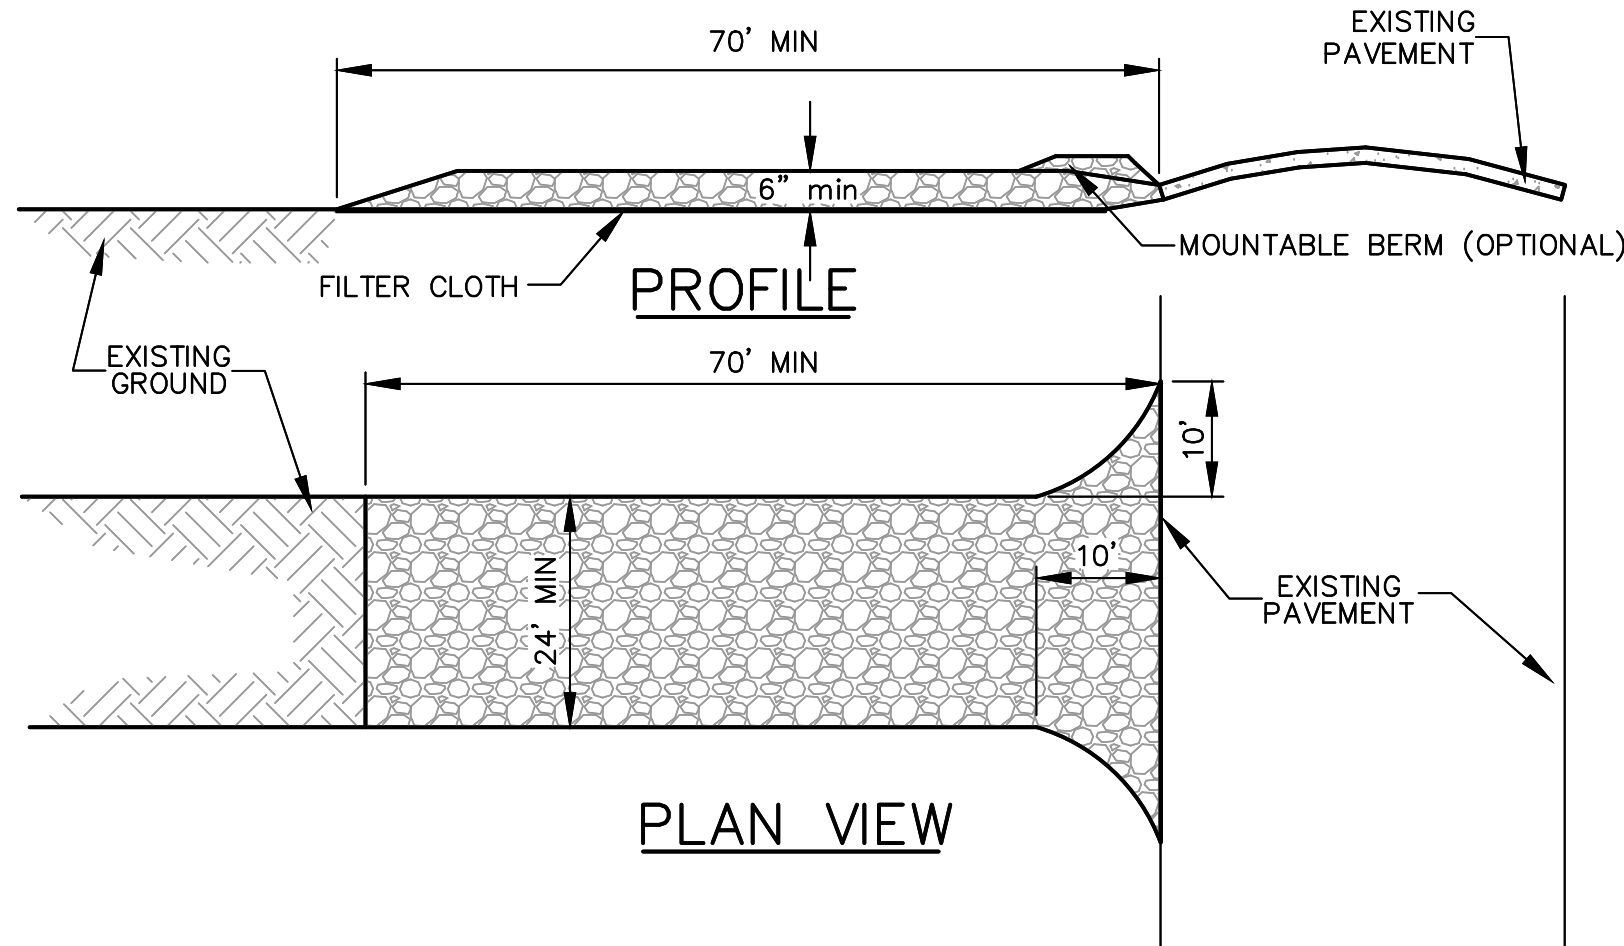 70' MIN
EXISTING
PAVEMENT
6" min
MOUNTABLE BERM (OPTIONAL)
FILTER CLOTH
PROFILE
EXISTING
GROUND
70' MIN
10'
10'
24' MIN
EXISTING
PAVEMENT
PLAN VIEW